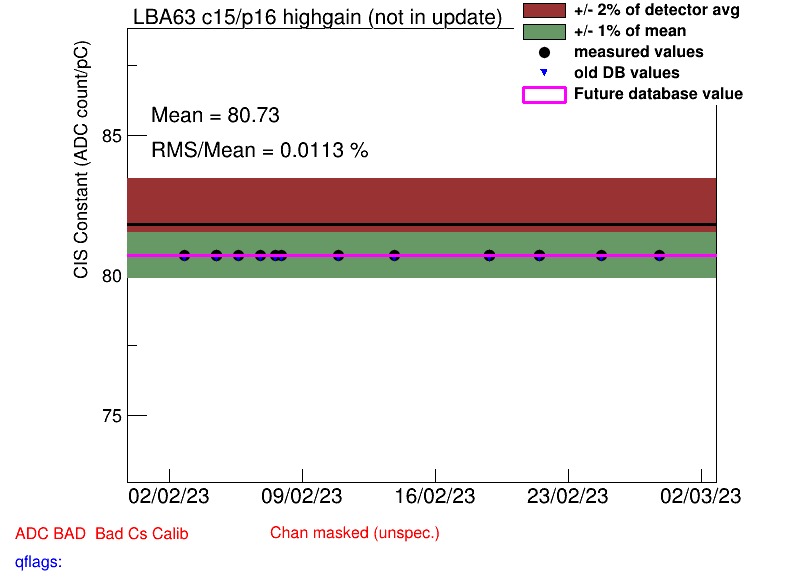 LBA63 c15/p16 highgain (not in update)
+/- 2% of detector avg
+/- 1% of mean
measured values
old DB values
Future database value
Mean = 80.73
RMS/Mean = 0.0113 %
CIS Constant (ADC count/pC)
85
80
75
02/02/23 09/02/23 16/02/23 23/02/23 02/03/23
ADC BAD  Bad Cs Calib Chan masked (unspec.)
qflags: